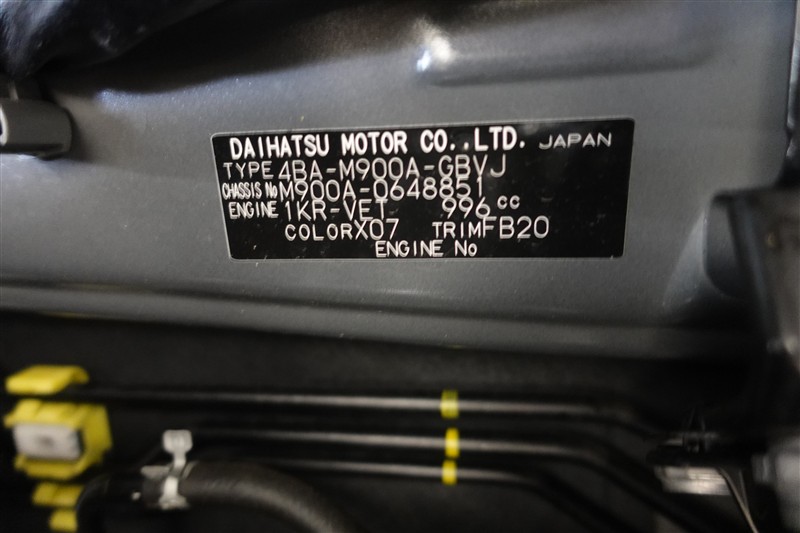 DAIHATSU MOTOR CO.,LTD. JAPAN
TYPE 4BA-M900A-GBVJ
CHASSIS No M900A-0648851
ENGINE 1KR-VET 996 cc
COLOR X07 TRIM FB20
ENGINE No